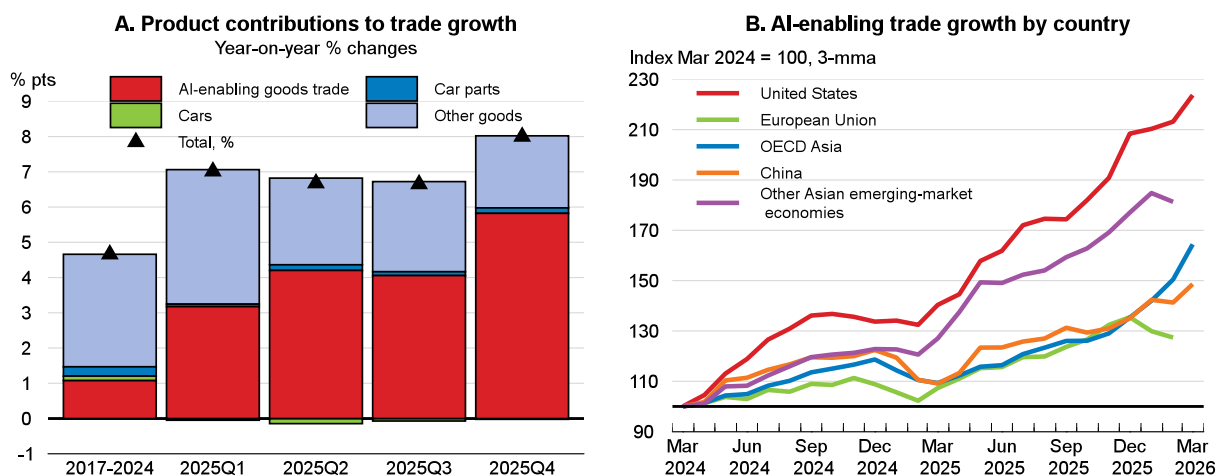 A. Product contributions to trade growth
Year-on-year % changes
% pts
AI-enabling goods trade
Car parts
Cars
Other goods
Total, %
9
8
7
6
5
4
3
2
1
0
-1
2017-2024 2025Q1 2025Q2 2025Q3 2025Q4
B. AI-enabling trade growth by country
Index Mar 2024 = 100, 3-mma
230
210
190
170
150
130
110
90
United States
European Union
OECD Asia
China
Other Asian emerging-market
economies
Mar Jun Sep Dec Mar Jun Sep Dec Mar
2024 2024 2024 2024 2025 2025 2025 2026 2026